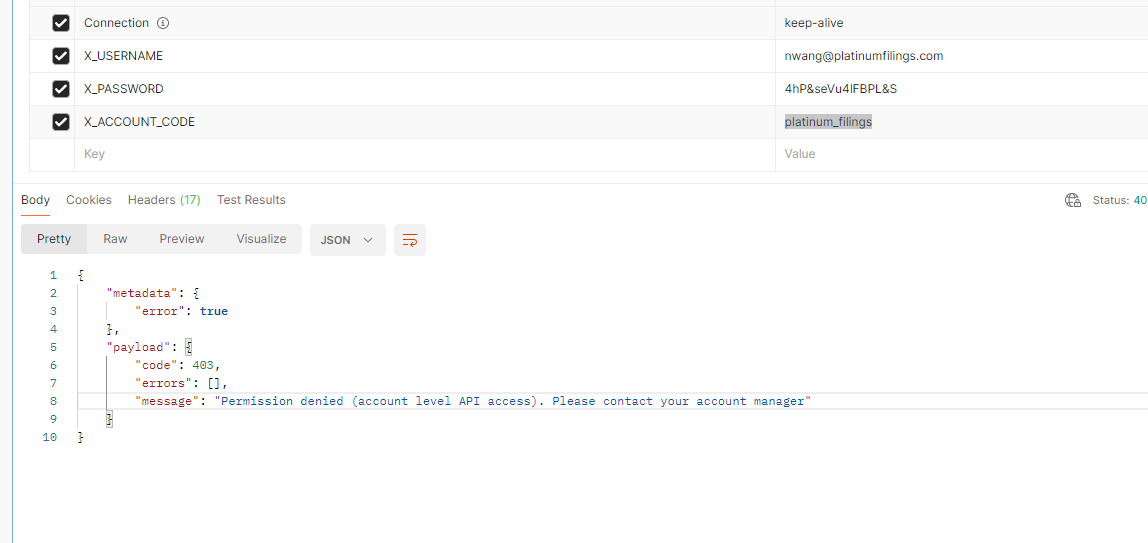 Connection keep-alive
X_USERNAME nwang@platinumfilings.com
X_PASSWORD 4hP&seVu4IFBPL&S
X_ACCOUNT_CODE platinum_filings
Key Value
Body Cookies Headers (17) Test Results Status: 40
Pretty Raw Preview Visualize JSON
1 {
2 "metadata": {
3 "error": true
4 },
5 "payload": {
6 "code": 403,
7 "errors": [],
8 "message": "Permission denied (account level API access). Please contact your account manager"
9 }
10 }